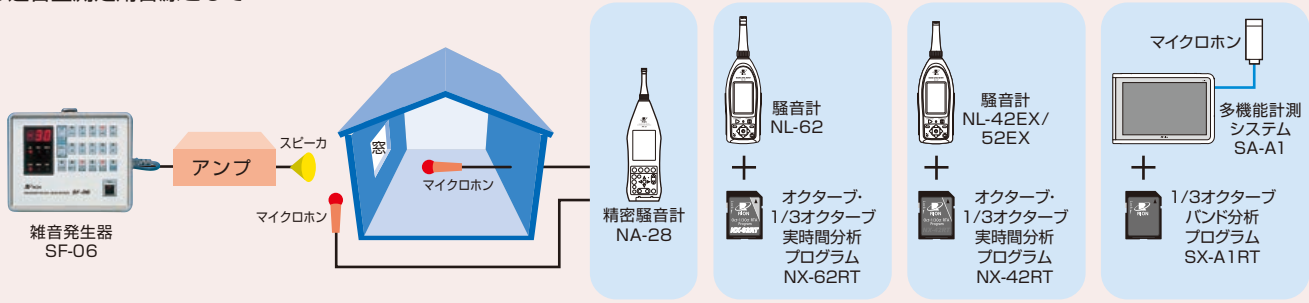 雑音発生器
SF-06
アンプ
スピーカ
マイクロホン
窓
マイクロホン
精密騒音計
NA-28
騒音計
NL-62
+
オクターブ・
1/3オクターブ
実時間分析
プログラム
NX-62RT
騒音計
NL-42EX/
52EX
+
オクターブ・
1/3オクターブ
実時間分析
プログラム
NX-42RT
マイクロホン
多機能計測
システム
SA-A1
+
1/3オクターブ
バンド分析
プログラム
SX-A1RT